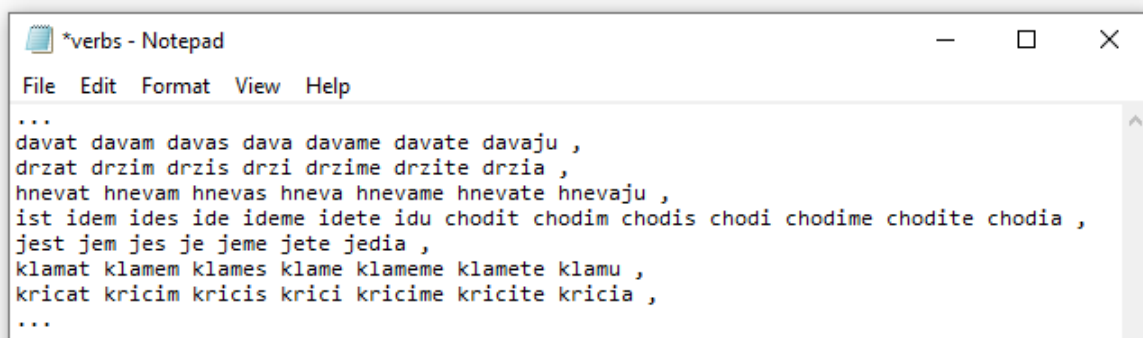 *verbs - Notepad
File Edit Format View Help
...
davat davam davas dava davame davate davaju ,
drzat drzim drzis drzi drzime drzite drzia ,
hnevat hnevam hnevas hneva hnevame hnevate hnevaju ,
ist idem ides ide ideme idete idu chodit chodim chodis chodi chodime chodite chodia ,
jest jem jes je jeme jete jedia ,
klamat klamem klames klame klameme klamete klamu ,
kricat kricim kricis krici kricime kricite kricia ,
...